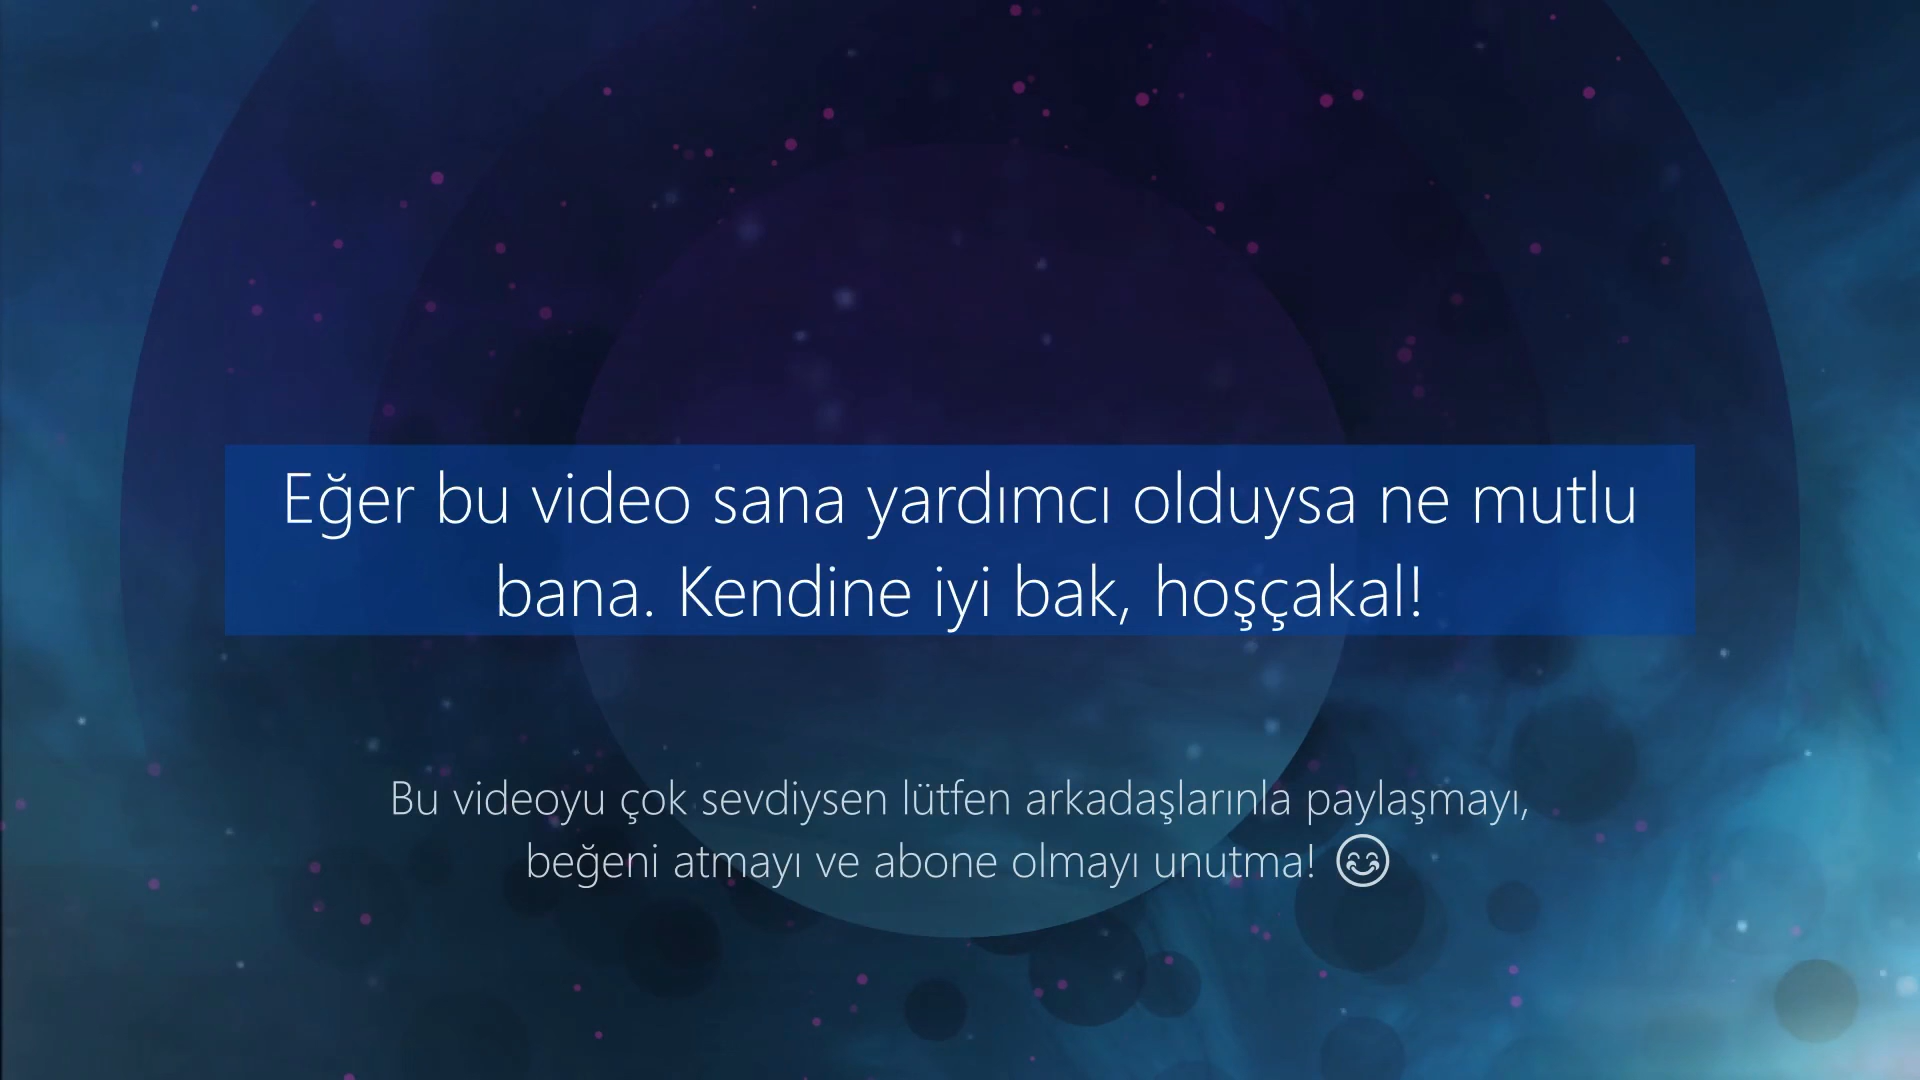 Eğer bu video sana yardımcı olduysa ne mutlu
bana. Kendine iyi bak, hoşçakal!
Bu videoyu çok sevdiysen lütfen arkadaşlarınla paylaşmayı,
beğeni atmayı ve abone olmayı unutma! 😊